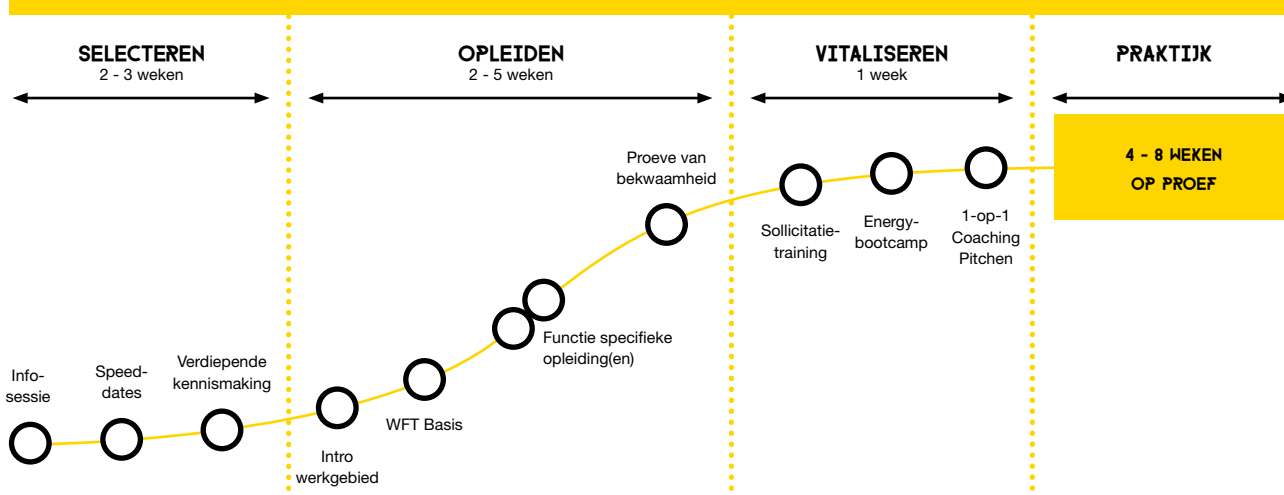 SELECTEREN
2 - 3 weken
OPLEIDEN
2 - 5 weken
VITALISEREN
1 week
PRAKTIJK
Info-
sessie
Speed-
dates
Verdiepende
kennismaking
Intro
werkgebied
WFT Basis
Functie specifieke
opleiding(en)
Proeve van
bekwaamheid
Sollicitatie-
training
Energy-
bootcamp
1-op-1
Coaching
Pitchen
4 - 8 WEKEN
OP PROEF